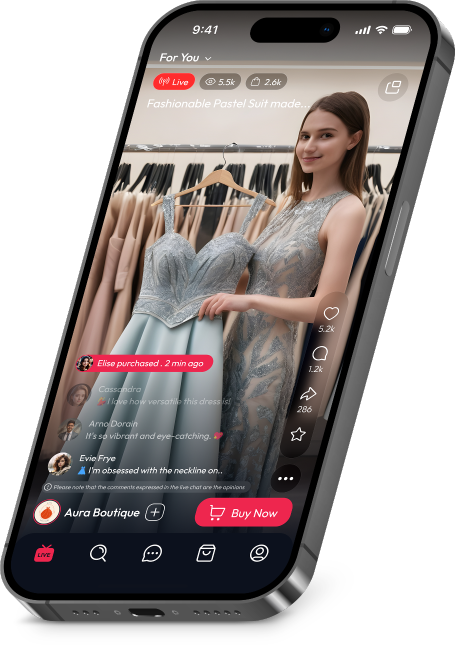 9:41
For You
Live 5.5k 2.6k
Fashionable Pastel Suit made..
5.2k
1.2k
286
Elise purchased . 2 min ago
Cassandra
I love how versatile this dress is!
Arno Dorain
It's so vibrant and eye-catching.
Evie Frye
I'm obsessed with the neckline on..
Please note that the comments expressed in the live chat are the opinions
Aura Boutique
Buy Now
LIVE